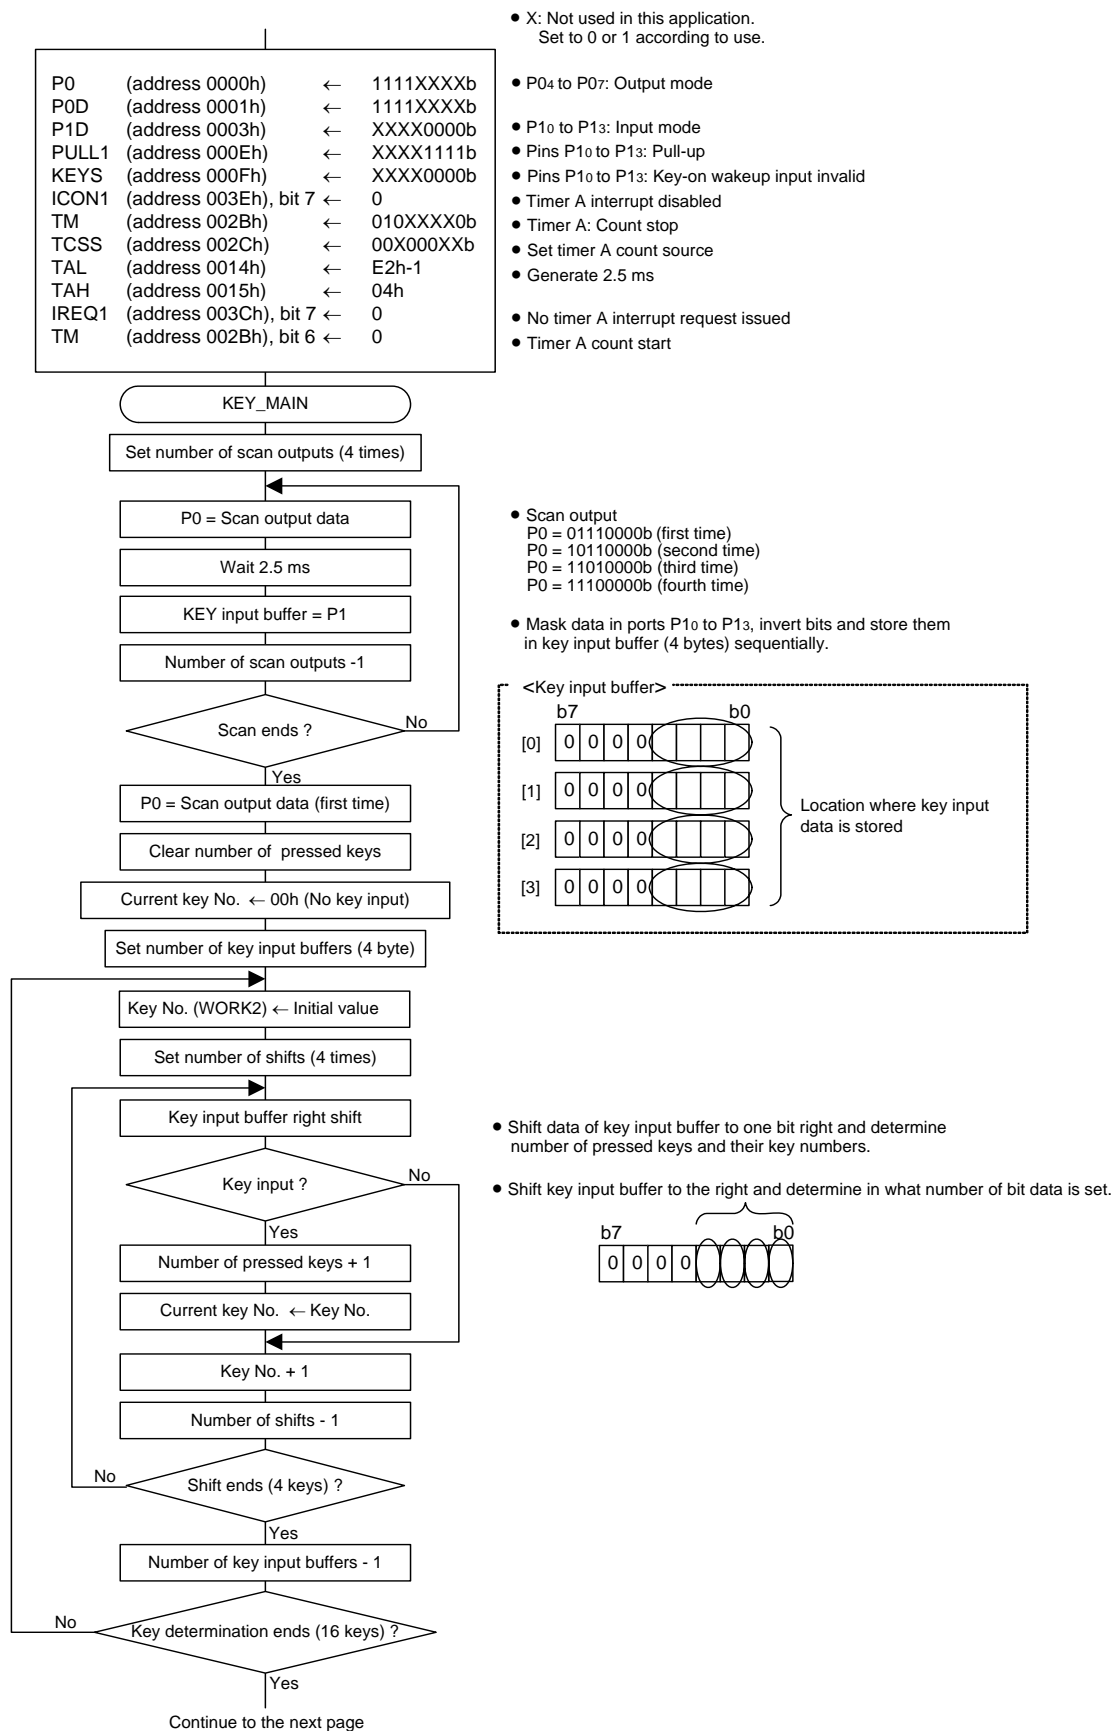 ● X: Not used in this application.
Set to 0 or 1 according to use.
P0 (address 0000h) ← 1111XXXXb
● P04 to P07: Output mode
P0D (address 0001h) ← 1111XXXXb
P1D (address 0003h) ← XXXX0000b
● P10 to P13: Input mode
PULL1 (address 000Eh) ← XXXX1111b
● Pins P10 to P13: Pull-up
KEYS (address 000Fh) ← XXXX0000b
● Pins P10 to P13: Key-on wakeup input invalid
ICON1 (address 003Eh), bit 7 ← 0
● Timer A interrupt disabled
TM (address 002Bh) ← 010XXXX0b
● Timer A: Count stop
TCSS (address 002Ch) ← 00X000XXb
● Set timer A count source
TAL (address 0014h) ← E2h-1
● Generate 2.5 ms
TAH (address 0015h) ← 04h
IREQ1 (address 003Ch), bit 7 ← 0
● No timer A interrupt request issued
TM (address 002Bh), bit 6 ← 0
● Timer A count start
KEY_MAIN
Set number of scan outputs (4 times)
P0 = Scan output data
Wait 2.5 ms
KEY input buffer = P1
Number of scan outputs -1
Scan ends ?
No
Yes
● Scan output
P0 = 01110000b (first time)
P0 = 10110000b (second time)
P0 = 11010000b (third time)
P0 = 11100000b (fourth time)
● Mask data in ports P10 to P13, invert bits and store them
in key input buffer (4 bytes) sequentially.
<Key input buffer>
b7 b0
[0] 0 0 0 0
[1] 0 0 0 0
[2] 0 0 0 0
[3] 0 0 0 0
Location where key input
data is stored
P0 = Scan output data (first time)
Clear number of pressed keys
Current key No. ← 00h (No key input)
Set number of key input buffers (4 byte)
Key No. (WORK2) ← Initial value
Set number of shifts (4 times)
Key input buffer right shift
● Shift data of key input buffer to one bit right and determine
number of pressed keys and their key numbers.
Key input ?
No
Yes
● Shift key input buffer to the right and determine in what number of bit data is set.
b7 b0
0 0 0 0
Number of pressed keys + 1
Current key No. ← Key No.
Key No. + 1
Number of shifts - 1
No
Shift ends (4 keys) ?
Yes
Number of key input buffers - 1
No
Key determination ends (16 keys) ?
Yes
Continue to the next page